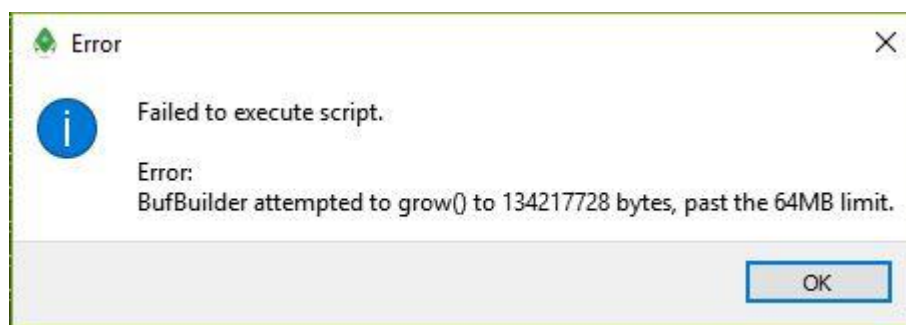 Error
Failed to execute script.
Error:
BufBuilder attempted to grow() to 134217728 bytes, past the 64MB limit.
OK